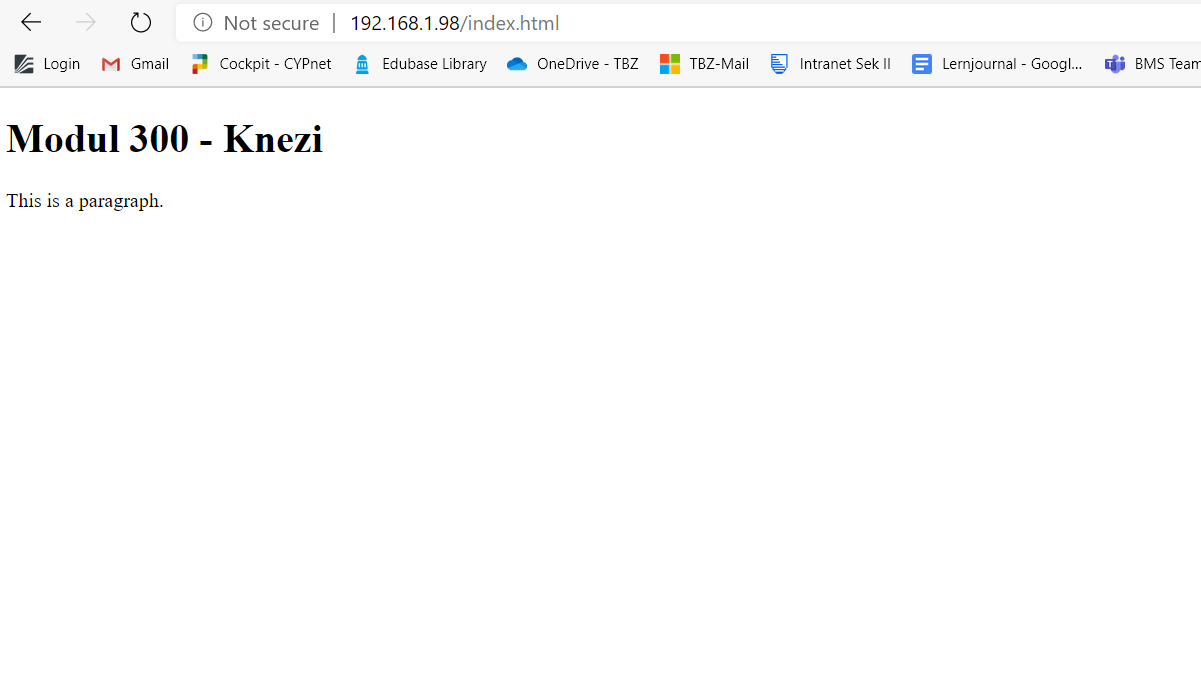 Not secure | 192.168.1.98/index.html
Login Gmail Cockpit - CYPnet Edubase Library OneDrive - TBZ TBZ-Mail Intranet Sek II Lernjournal - Googl... BMS Team
Modul 300 - Knezi
This is a paragraph.